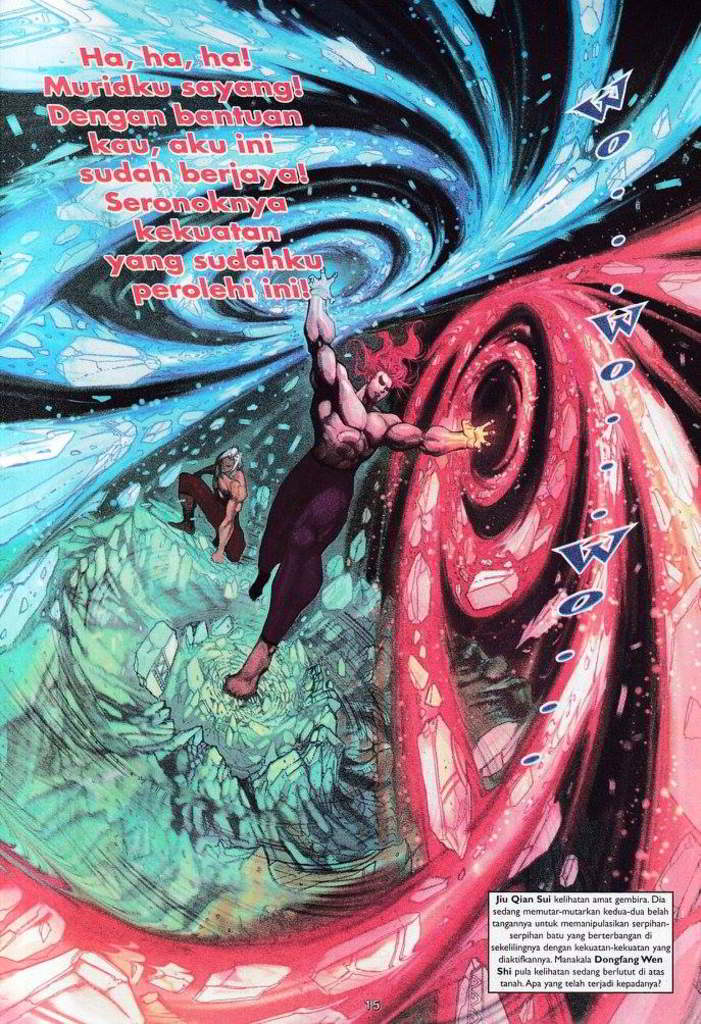 Ha, ha, ha!
Muridku sayang!
Dengan bantuan
kau, aku ini
sudah berjaya!
Seronoknya
kekuatan
yang sudahku
perolehi ini!
WO...WO...WO...
Jiu Qian Sui kelihatan amat gembira. Dia
sedang memutar-mutarkan kedua-dua belah
tangannya untuk memanipulasikan serpihan-
serpihan batu yang berterbangan di
sekelilingnya dengan kekuatan-kekuatan yang
diaktifkannya. Manakala Dongfang Wen
Shi pula kelihatan sedang berlutut di atas
tanah. Apa yang telah terjadi kepadanya?
15